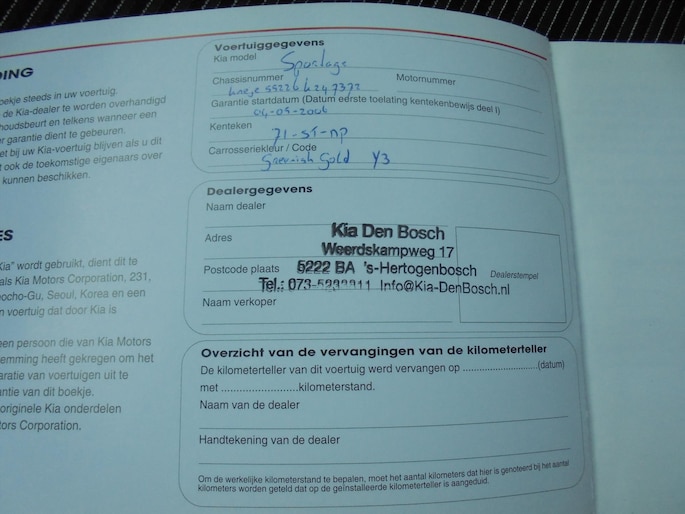 DING
oekje steeds in uw voertuig.
de Kia-dealer te worden overhandigd
houdsbeurt en telkens wanneer een
r garantie dient te gebeuren.
et bij uw Kia-voertuig blijven als u dit
t ook de toekomstige eigenaars over
kunnen beschikken.
ES
Kia" wordt gebruikt, dient dit te
als Kia Motors Corporation, 231,
ocho-Gu, Seoul, Korea en een
n voertuig dat door Kia is
een persoon die van Kia Motors
emming heeft gekregen om het
aratie van voertuigen uit te
antie van dit boekje.
originele Kia onderdelen
tors Corporation.
Voertuiggegevens
Kia model Sportage
Chassisnummer Motornummer
Garantie startdatum (Datum eerste toelating kentekenbewijs deel I)
04-05-2006
Kenteken 71-ST-NP
Carrosseriekleur / Code
Gold Y3
Dealergegevens
Naam dealer
Kia Den Bosch
Adres Weerdskampweg 17
Postcode plaats 5222 BA 's-Hertogenbosch
Dealerstempel
Tel.: Info@Kia-DenBosch.nl
Naam verkoper
Overzicht van de vervangingen van de kilometerteller
De kilometerteller van dit voertuig werd vervangen op ......................(datum)
met .......................kilometerstand.
Naam van de dealer
Handtekening van de dealer
Om de werkelijke kilometerstand te bepalen, moet het aantal kilometers dat hier is genoteerd bij het aantal
kilometers worden geteld dat op de geïnstalleerde kilometerteller is aangeduid.